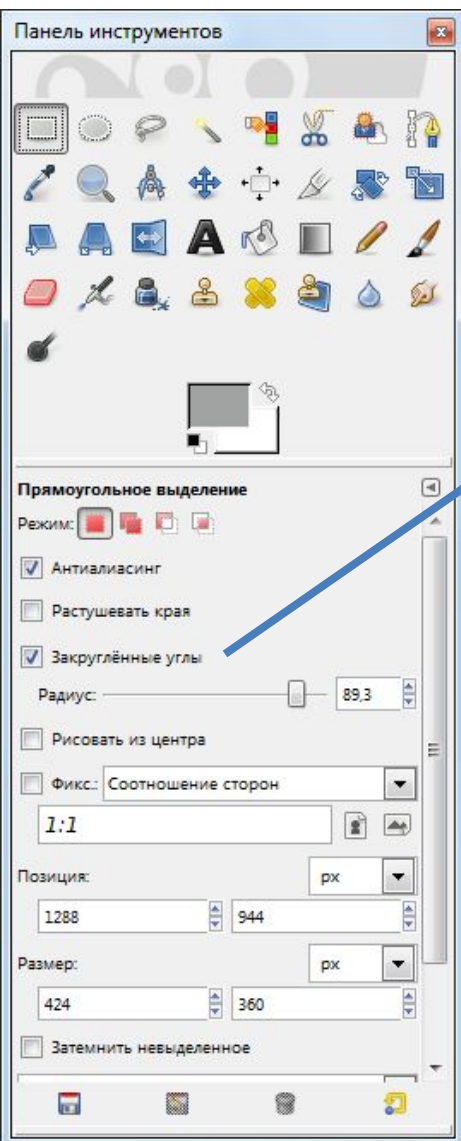 Панель инструментов
Прямоугольное выделение
Режим:
Антиалиасинг
Растушевать края
Закруглённые углы
Радиус: 89,3
Рисовать из центра
Фикс.: Соотношение сторон
1:1
Позиция: px
1288 944
Размер: px
424 360
Затемнить невыделенное